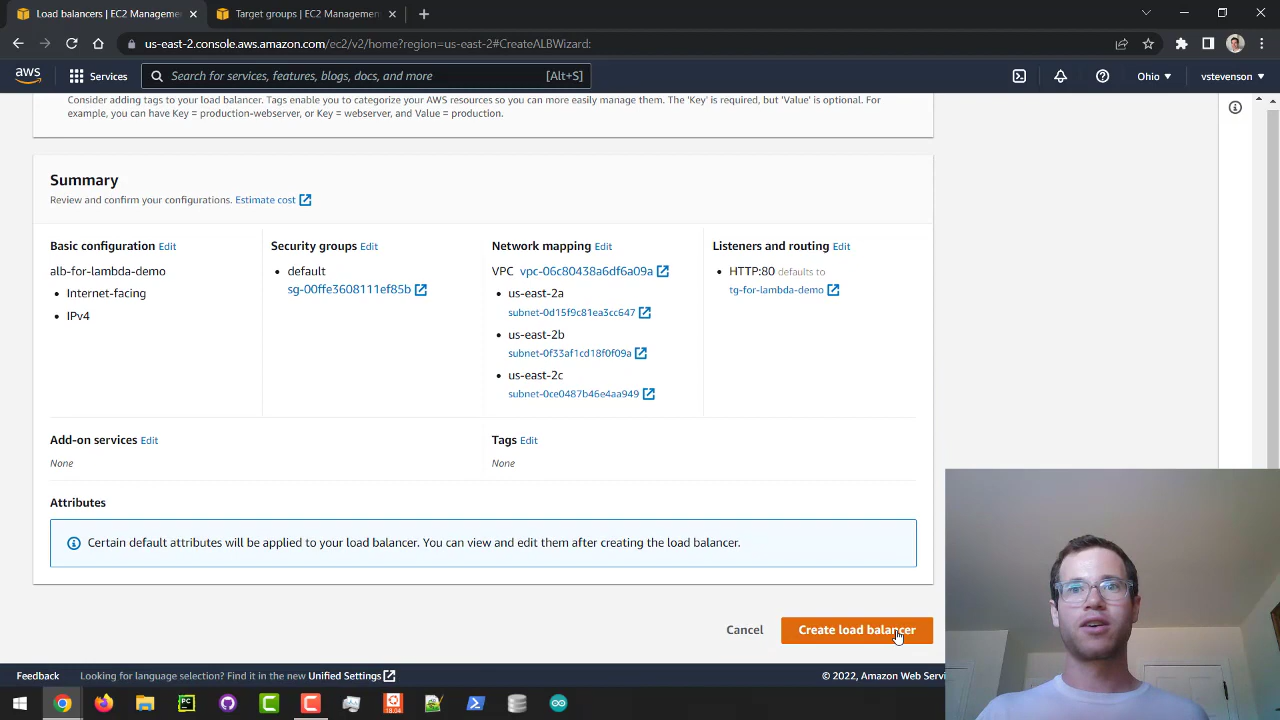 Load balancers | EC2 Manageme
Target groups | EC2 Management
us-east-2.console.aws.amazon.com/ec2/v2/home?region=us-east-2#CreateALBWizard:
aws
Services
Search for services, features, blogs, docs, and more
[Alt+S]
Ohio
vstevenson
Consider adding tags to your load balancer. Tags enable you to categorize your AWS resources so you can more easily manage them. The 'Key' is required, but 'Value' is optional. For
example, you can have Key = production-webserver, or Key = webserver, and Value = production.
Summary
Review and confirm your configurations. Estimate cost
Basic configuration Edit
alb-for-lambda-demo
Internet-facing
IPv4
Security groups Edit
default
sg-00ffe3608111ef85b
Network mapping Edit
VPC vpc-06c80438a6df6a09a
us-east-2a
subnet-0d15f9c81ea3cc647
us-east-2b
subnet-0f33af1cd18f0f09a
us-east-2c
subnet-0ce0487b46e4aa949
Listeners and routing Edit
HTTP:80 defaults to
tg-for-lambda-demo
Add-on services Edit
None
Tags Edit
None
Attributes
Certain default attributes will be applied to your load balancer. You can view and edit them after creating the load balancer.
Cancel
Create load balancer
Feedback
Looking for language selection? Find it in the new Unified Settings
© 2022, Amazon Web Servi
PC
18.04